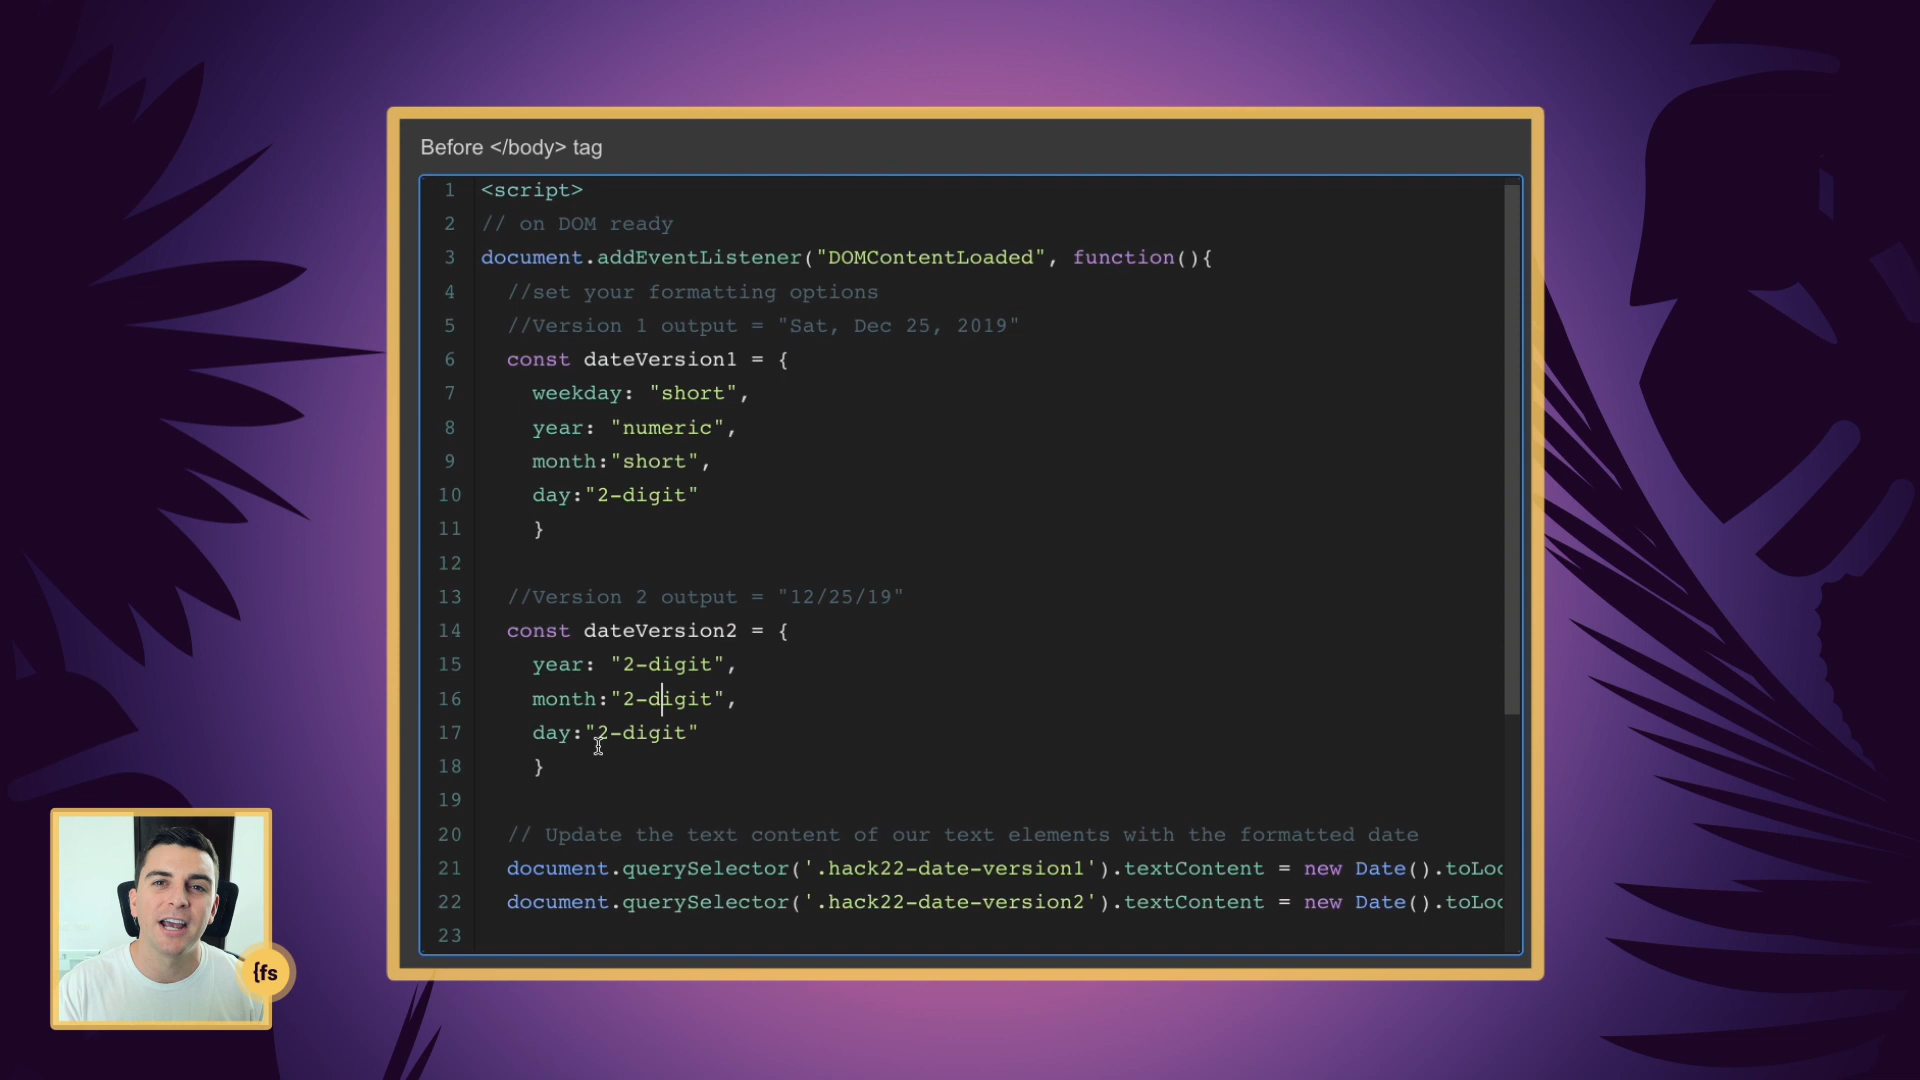 Before </body> tag
1 <script>
2 // on DOM ready
3 document.addEventListener("DOMContentLoaded", function(){
4 //set your formatting options
5 //Version 1 output = "Sat, Dec 25, 2019"
6 const dateVersion1 = {
7 weekday: "short",
8 year: "numeric",
9 month:"short",
10 day:"2-digit"
11 }
12
13 //Version 2 output = "12/25/19"
14 const dateVersion2 = {
15 year: "2-digit",
16 month:"2-digit",
17 day:"2-digit"
18 }
19
20 // Update the text content of our text elements with the formatted date
21 document.querySelector('.hack22-date-version1').textContent = new Date().toLoc
22 document.querySelector('.hack22-date-version2').textContent = new Date().toLoc
23
{fs